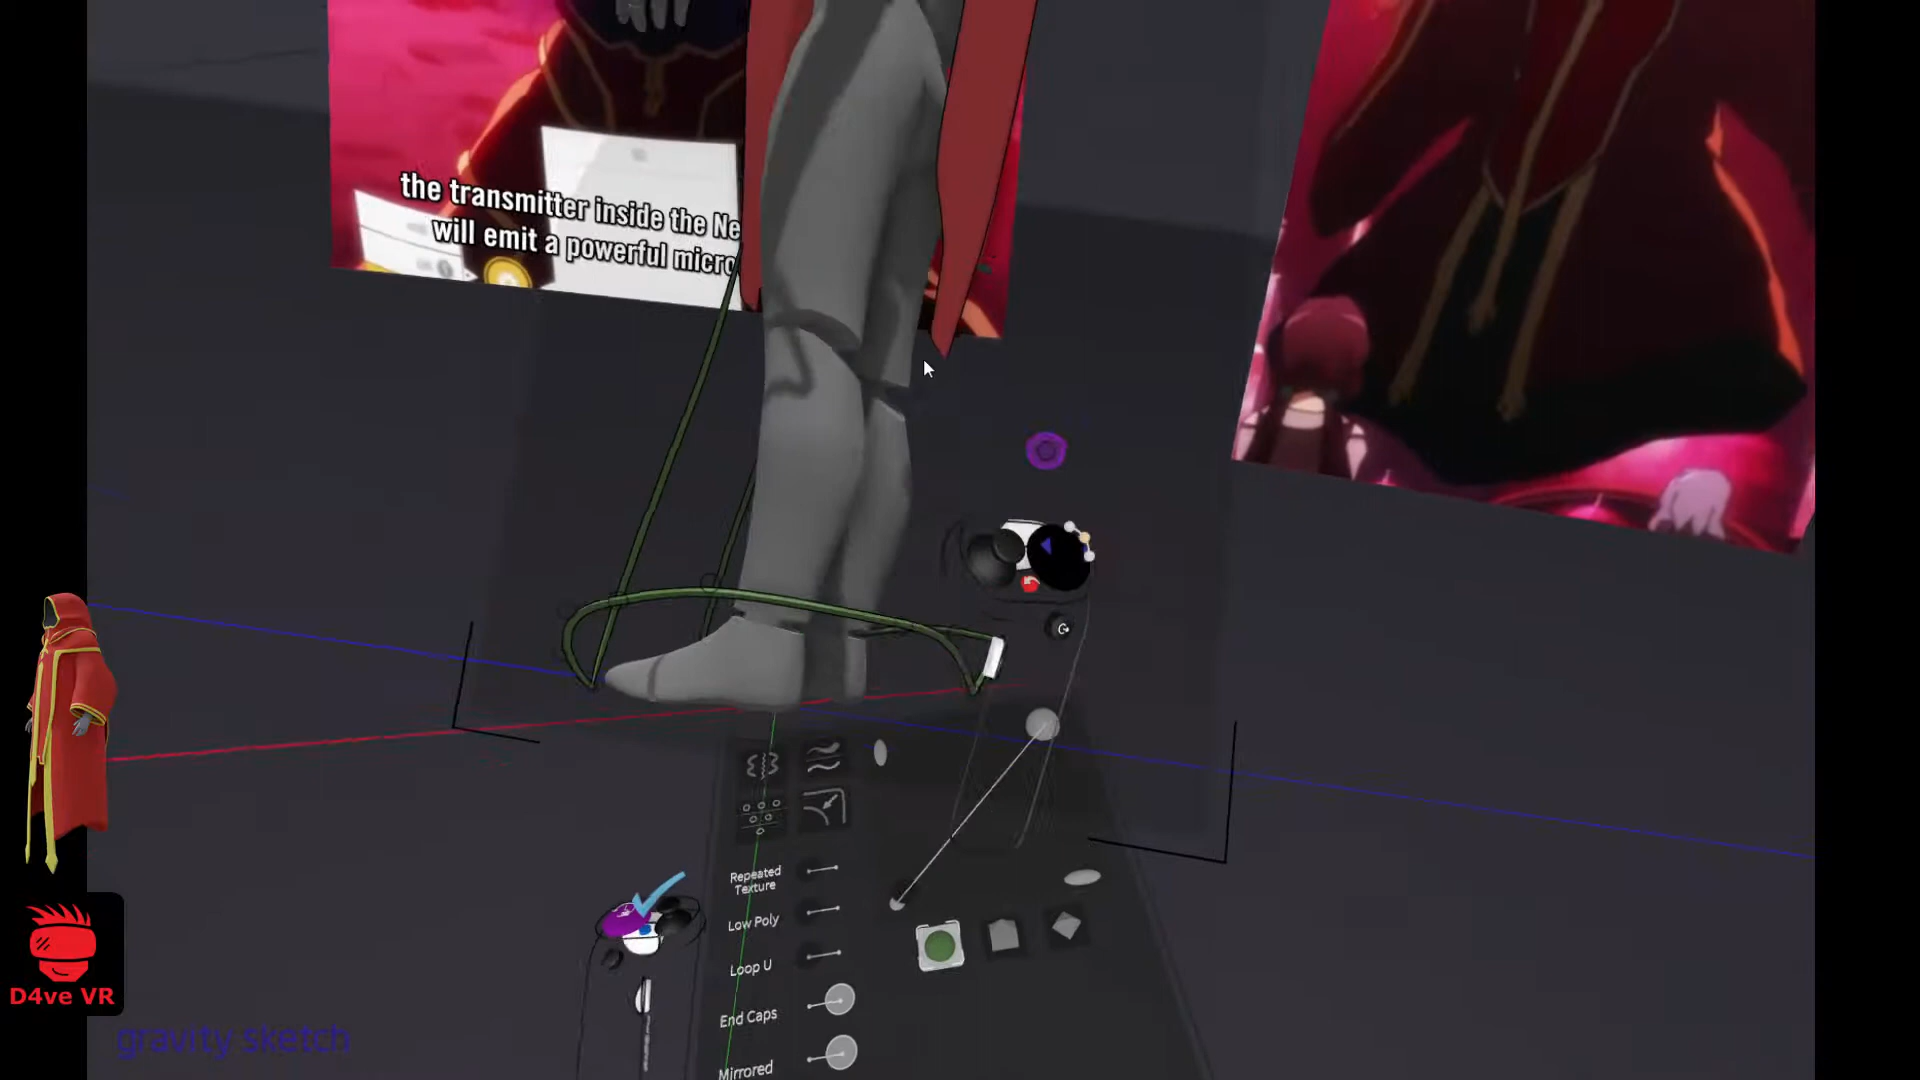 the transmitter inside the Ne
will emit a powerful micro
Repeated
Texture
Low Poly
Loop U
End Caps
Mirrored
D4ve VR
gravity sketch